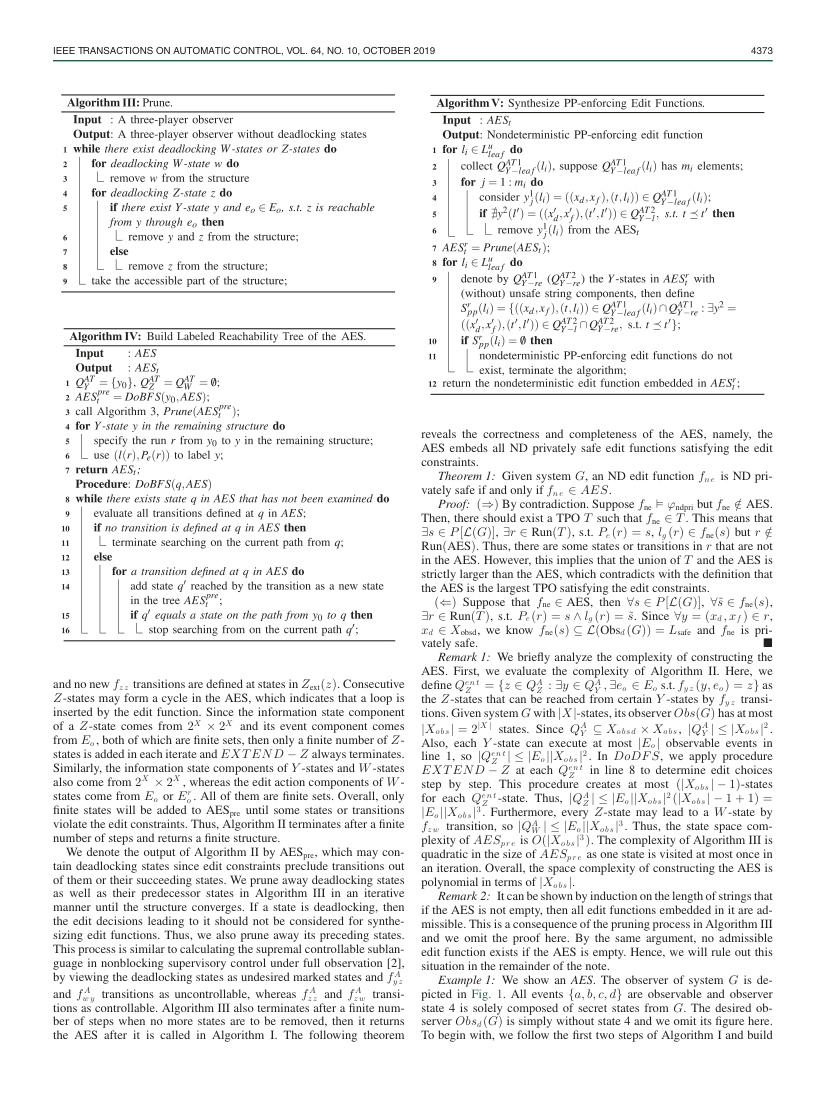 IEEE TRANSACTIONS ON AUTOMATIC CONTROL, VOL. 64, NO. 10, OCTOBER 2019 4373
Algorithm III: Prune.
Input : A three-player observer
Output: A three-player observer without deadlocking states
1 while there exist deadlocking W-states or Z-states do
2 for deadlocking W-state w do
3 remove w from the structure
4 for deadlocking Z-state z do
5 if there exist Y-state y and e_o ∈ E_o, s.t. z is reachable
from y through e_o then
6 remove y and z from the structure;
7 else
8 remove z from the structure;
9 take the accessible part of the structure;
Algorithm IV: Build Labeled Reachability Tree of the AES.
Input : AES
Output : AES_t
1 Q_Y^{AT} = {y_0}, Q_Z^{AT} = Q_W^{AT} = ∅;
2 AES_t^{pre} = DoBFS(y_0, AES);
3 call Algorithm 3, Prune(AES_t^{pre});
4 for Y-state y in the remaining structure do
5 specify the run r from y_0 to y in the remaining structure;
6 use (l(r), P_e(r)) to label y;
7 return AES_t;
Procedure: DoBFS(q, AES)
8 while there exists state q in AES that has not been examined do
9 evaluate all transitions defined at q in AES;
10 if no transition is defined at q in AES then
11 terminate searching on the current path from q;
12 else
13 for a transition defined at q in AES do
14 add state q′ reached by the transition as a new state
in the tree AES_t^{pre};
15 if q′ equals a state on the path from y_0 to q then
16 stop searching from on the current path q′;
and no new f_{zz} transitions are defined at states in Z_{ext}(z). Consecutive
Z-states may form a cycle in the AES, which indicates that a loop is
inserted by the edit function. Since the information state component
of a Z-state comes from 2^X × 2^X and its event component comes
from E_o, both of which are finite sets, then only a finite number of Z-
states is added in each iterate and EXTEND − Z always terminates.
Similarly, the information state components of Y-states and W-states
also come from 2^X × 2^X, whereas the edit action components of W-
states come from E_o or E_o^r. All of them are finite sets. Overall, only
finite states will be added to AES_{pre} until some states or transitions
violate the edit constraints. Thus, Algorithm II terminates after a finite
number of steps and returns a finite structure.
We denote the output of Algorithm II by AES_{pre}, which may con-
tain deadlocking states since edit constraints preclude transitions out
of them or their succeeding states. We prune away deadlocking states
as well as their predecessor states in Algorithm III in an iterative
manner until the structure converges. If a state is deadlocking, then
the edit decisions leading to it should not be considered for synthe-
sizing edit functions. Thus, we also prune away its preceding states.
This process is similar to calculating the supremal controllable sublan-
guage in nonblocking supervisory control under full observation [2],
by viewing the deadlocking states as undesired marked states and f_{yz}^A
and f_{wy}^A transitions as uncontrollable, whereas f_{zz}^A and f_{zw}^A transi-
tions as controllable. Algorithm III also terminates after a finite num-
ber of steps when no more states are to be removed, then it returns
the AES after it is called in Algorithm I. The following theorem
Algorithm V: Synthesize PP-enforcing Edit Functions.
Input : AES_t
Output: Nondeterministic PP-enforcing edit function
1 for l_i ∈ L_{leaf}^u do
2 collect Q_{Y-leaf}^{AT1}(l_i), suppose Q_{Y-leaf}^{AT1}(l_i) has m_i elements;
3 for j = 1 : m_i do
4 consider y_j^1(l_i) = ((x_d, x_f), (t, l_i)) ∈ Q_{Y-leaf}^{AT1}(l_i);
5 if ∄y^2(l′) = ((x′_d, x′_f), (t′, l′)) ∈ Q_{Y-l}^{AT2}, s.t. t ⪯ t′ then
6 remove y_j^1(l_i) from the AES_t
7 AES_t^r = Prune(AES_t);
8 for l_i ∈ L_{leaf}^u do
9 denote by Q_{Y-re}^{AT1} (Q_{Y-re}^{AT2}) the Y-states in AES_t^r with
(without) unsafe string components, then define
S_{pp}^r(l_i) = {((x_d, x_f), (t, l_i)) ∈ Q_{Y-leaf}^{AT1}(l_i) ∩ Q_{Y-re}^{AT1} : ∃y^2 =
((x′_d, x′_f), (t′, l′)) ∈ Q_{Y-l}^{AT2} ∩ Q_{Y-re}^{AT2}, s.t. t ⪯ t′};
10 if S_{pp}^r(l_i) = ∅ then
11 nondeterministic PP-enforcing edit functions do not
exist, terminate the algorithm;
12 return the nondeterministic edit function embedded in AES_t^r;
reveals the correctness and completeness of the AES, namely, the
AES embeds all ND privately safe edit functions satisfying the edit
constraints.
Theorem 1: Given system G, an ND edit function f_{ne} is ND pri-
vately safe if and only if f_{ne} ∈ AES.
Proof: (⇒) By contradiction. Suppose f_{ne} ⊨ φ_{ndpri} but f_{ne} ∉ AES.
Then, there should exist a TPO T such that f_{ne} ∈ T. This means that
∃s ∈ P[L(G)], ∃r ∈ Run(T), s.t. P_e(r) = s, l_g(r) ∈ f_{ne}(s) but r ∉
Run(AES). Thus, there are some states or transitions in r that are not
in the AES. However, this implies that the union of T and the AES is
strictly larger than the AES, which contradicts with the definition that
the AES is the largest TPO satisfying the edit constraints.
(⇐) Suppose that f_{ne} ∈ AES, then ∀s ∈ P[L(G)], ∀s̃ ∈ f_{ne}(s),
∃r ∈ Run(T), s.t. P_e(r) = s ∧ l_g(r) = s̃. Since ∀y = (x_d, x_f) ∈ r,
x_d ∈ X_{obsd}, we know f_{ne}(s) ⊆ L(Obs_d(G)) = L_{safe} and f_{ne} is pri-
vately safe. ■
Remark 1: We briefly analyze the complexity of constructing the
AES. First, we evaluate the complexity of Algorithm II. Here, we
define Q_Z^{ent} = {z ∈ Q_Z^A : ∃y ∈ Q_Y^A, ∃e_o ∈ E_o s.t. f_{yz}(y, e_o) = z} as
the Z-states that can be reached from certain Y-states by f_{yz} transi-
tions. Given system G with |X|-states, its observer Obs(G) has at most
|X_{obs}| = 2^{|X|} states. Since Q_Y^A ⊆ X_{obsd} × X_{obs}, |Q_Y^A| ≤ |X_{obs}|^2.
Also, each Y-state can execute at most |E_o| observable events in
line 1, so |Q_Z^{ent}| ≤ |E_o||X_{obs}|^2. In DoDFS, we apply procedure
EXTEND − Z at each Q_Z^{ent} in line 8 to determine edit choices
step by step. This procedure creates at most (|X_{obs}| − 1)-states
for each Q_Z^{ent}-state. Thus, |Q_Z^A| ≤ |E_o||X_{obs}|^2(|X_{obs}| − 1 + 1) =
|E_o||X_{obs}|^3. Furthermore, every Z-state may lead to a W-state by
f_{zw} transition, so |Q_W^A| ≤ |E_o||X_{obs}|^3. Thus, the state space com-
plexity of AES_{pre} is O(|X_{obs}|^3). The complexity of Algorithm III is
quadratic in the size of AES_{pre} as one state is visited at most once in
an iteration. Overall, the space complexity of constructing the AES is
polynomial in terms of |X_{obs}|.
Remark 2: It can be shown by induction on the length of strings that
if the AES is not empty, then all edit functions embedded in it are ad-
missible. This is a consequence of the pruning process in Algorithm III
and we omit the proof here. By the same argument, no admissible
edit function exists if the AES is empty. Hence, we will rule out this
situation in the remainder of the note.
Example 1: We show an AES. The observer of system G is de-
picted in Fig. 1. All events {a, b, c, d} are observable and observer
state 4 is solely composed of secret states from G. The desired ob-
server Obs_d(G) is simply without state 4 and we omit its figure here.
To begin with, we follow the first two steps of Algorithm I and build